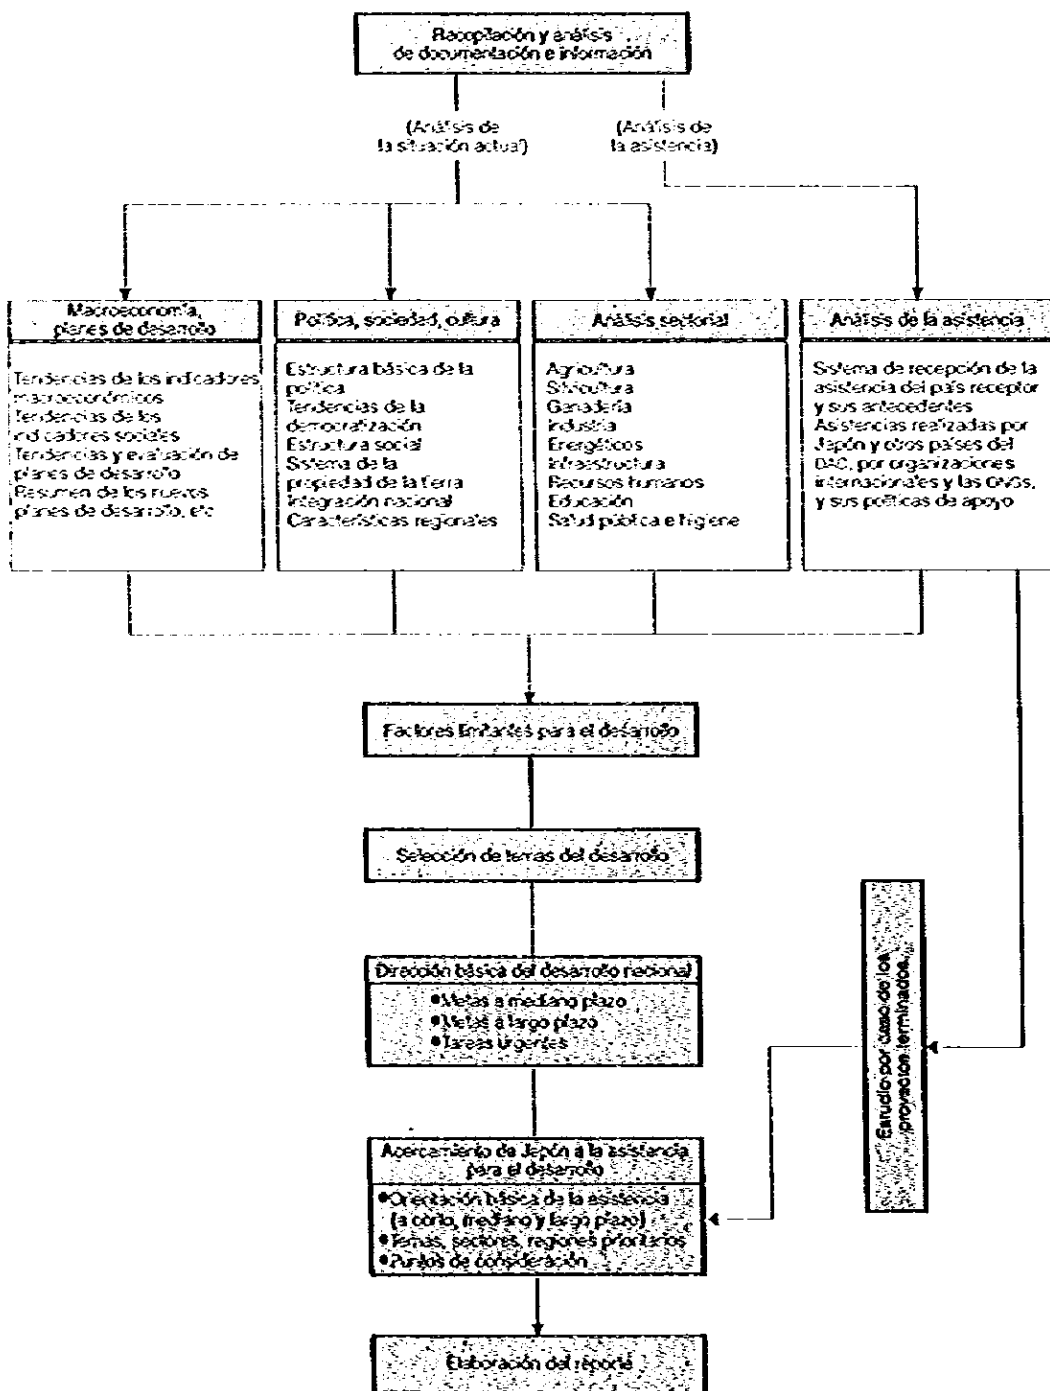 Recopilación y análisis
de documentación e información
(Análisis de
la situación actual)
(Análisis de
la asistencia)
Macroeconomía,
planes de desarrollo
Tendencias de los indicadores
macroeconómicos
Tendencias de los
indicadores sociales
Tendencias y evaluación de
planes de desarrollo
Resumen de los nuevos
planes de desarrollo, etc
Política, sociedad, cultura
Estructura básica de la
política
Tendencias de la
democratización
Estructura social
Sistema de la
propiedad de la tierra
Integración nacional
Características regionales
Análisis sectorial
Agricultura
Silvicultura
Ganadería
Industria
Energéticos
Infraestructura
Recursos humanos
Educación
Salud pública e higiene
Análisis de la asistencia
Sistema de recepción de la
asistencia del país receptor
y sus antecedentes
Asistencias realizadas por
Japón y otros países del
DAC, por organizaciones
internacionales y las ONGs,
y sus políticas de apoyo
Factores limitantes para el desarrollo
Selección de temas del desarrollo
Dirección básica del desarrollo nacional
•Metas a mediano plazo
•Metas a largo plazo
•Tareas urgentes
Estudio por caso de los
proyectos terminados.
Acercamiento de Japón a la asistencia
para el desarrollo
•Orientación básica de la asistencia
(a corto, mediano y largo plazo)
•Temas, sectores, regiones prioritarios
•Puntos de consideración
Elaboración del reporte